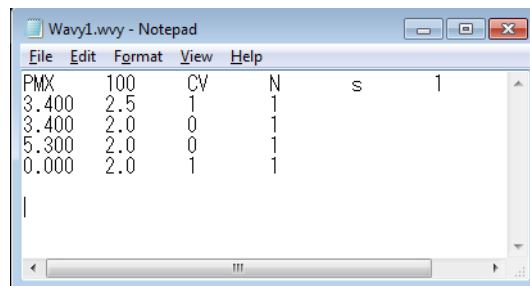 Wavy1.wvy - Notepad
File Edit Format View Help
PMX 100 CV N s 1
3.400 2.5 1 1
3.400 2.0 0 1
5.300 2.0 0 1
0.000 2.0 1 1